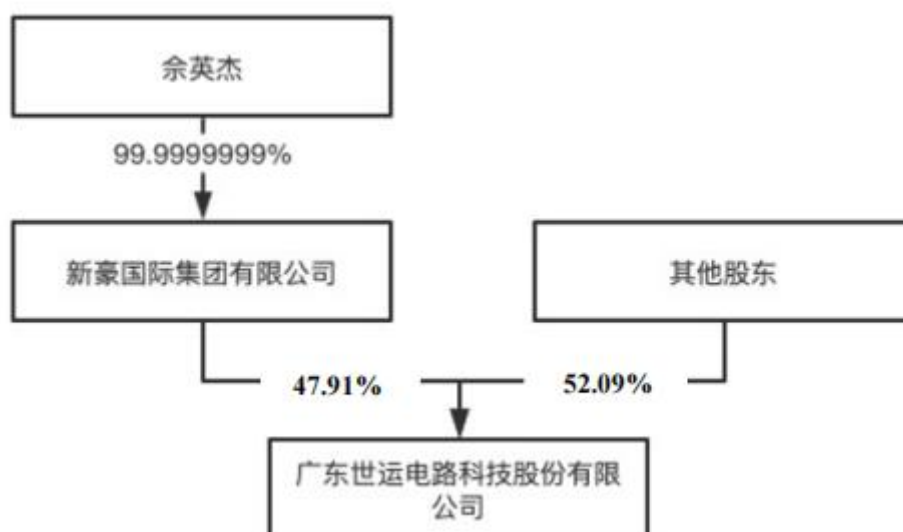 佘英杰
99.9999999%
新豪国际集团有限公司
其他股东
47.91%
52.09%
广东世运电路科技股份有限
公司